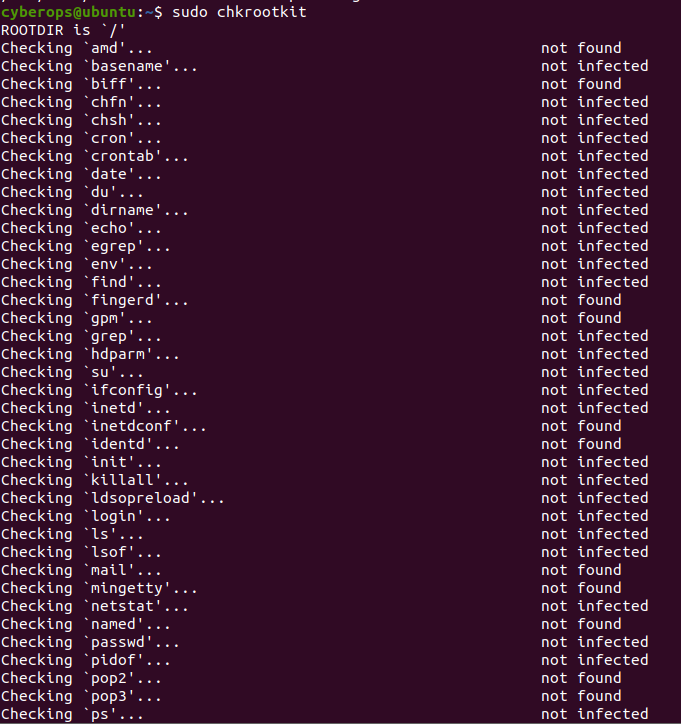 cyberops@ubuntu:~$ sudo chkrootkit
ROOTDIR is `/'
Checking `amd'... not found
Checking `basename'... not infected
Checking `biff'... not found
Checking `chfn'... not infected
Checking `chsh'... not infected
Checking `cron'... not infected
Checking `crontab'... not infected
Checking `date'... not infected
Checking `du'... not infected
Checking `dirname'... not infected
Checking `echo'... not infected
Checking `egrep'... not infected
Checking `env'... not infected
Checking `find'... not infected
Checking `fingerd'... not found
Checking `gpm'... not found
Checking `grep'... not infected
Checking `hdparm'... not infected
Checking `su'... not infected
Checking `ifconfig'... not infected
Checking `inetd'... not infected
Checking `inetdconf'... not found
Checking `identd'... not found
Checking `init'... not infected
Checking `killall'... not infected
Checking `ldsopreload'... not infected
Checking `login'... not infected
Checking `ls'... not infected
Checking `lsof'... not infected
Checking `mail'... not found
Checking `mingetty'... not found
Checking `netstat'... not infected
Checking `named'... not found
Checking `passwd'... not infected
Checking `pidof'... not infected
Checking `pop2'... not found
Checking `pop3'... not found
Checking `ps'... not infected